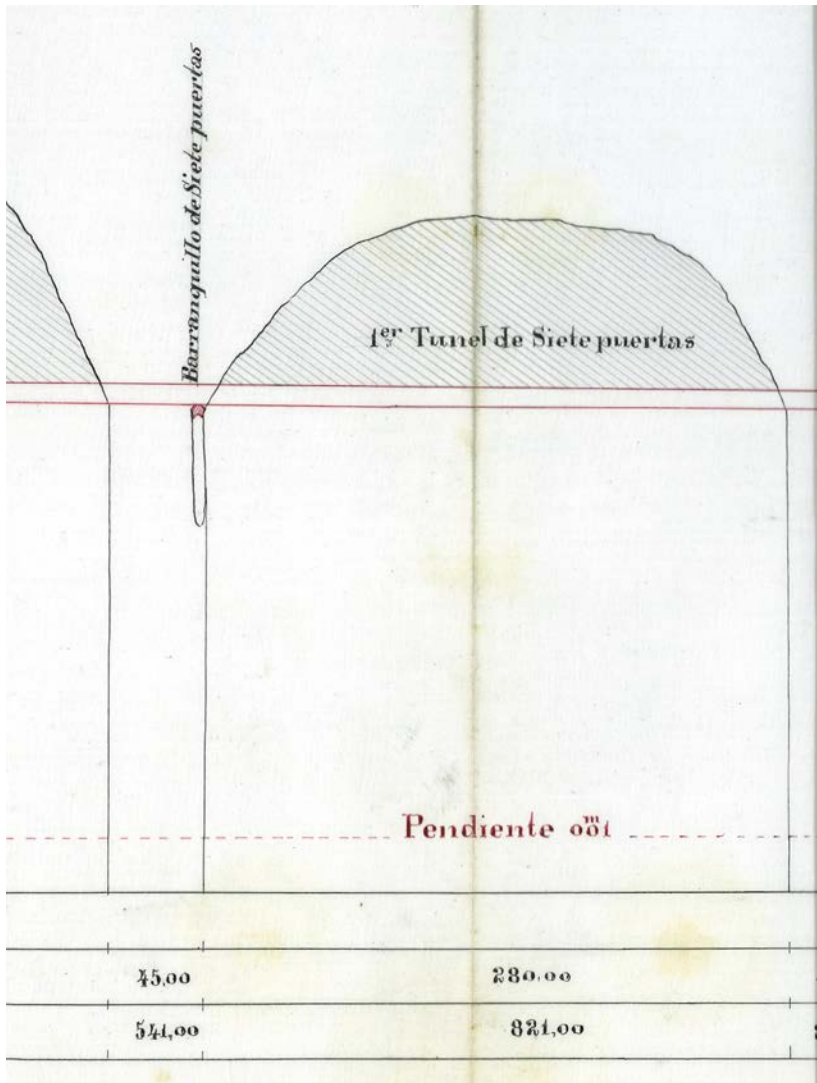 Barranquillo de Siete puertas
1er Tunel de Siete puertas
Pendiente 0m01
45,00
280,00
541,00
821,00